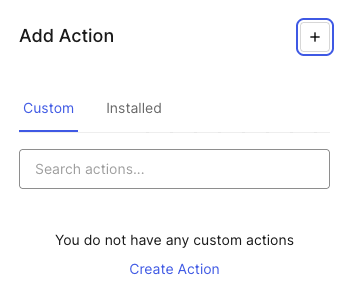 Add Action
+
Custom Installed
Search actions...
You do not have any custom actions
Create Action